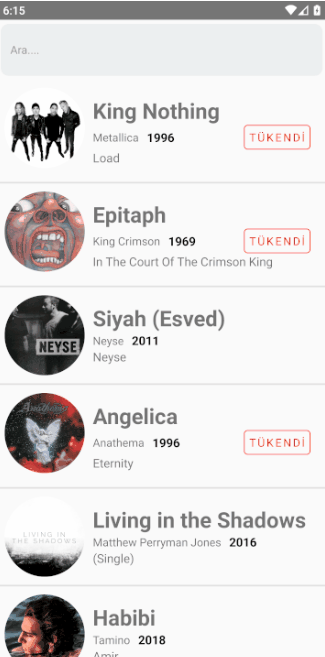 6:15
Ara....
King Nothing
Metallica 1996
TÜKENDİ
Load
Epitaph
King Crimson 1969
TÜKENDİ
In The Court Of The Crimson King
Siyah (Esved)
Neyse 2011
Neyse
NEYSE
Angelica
Anathema 1996
TÜKENDİ
Eternity
Anathema
Living in the Shadows
Matthew Perryman Jones 2016
(Single)
LIVING IN
THE SHADOWS
Habibi
Tamino 2018
Amir